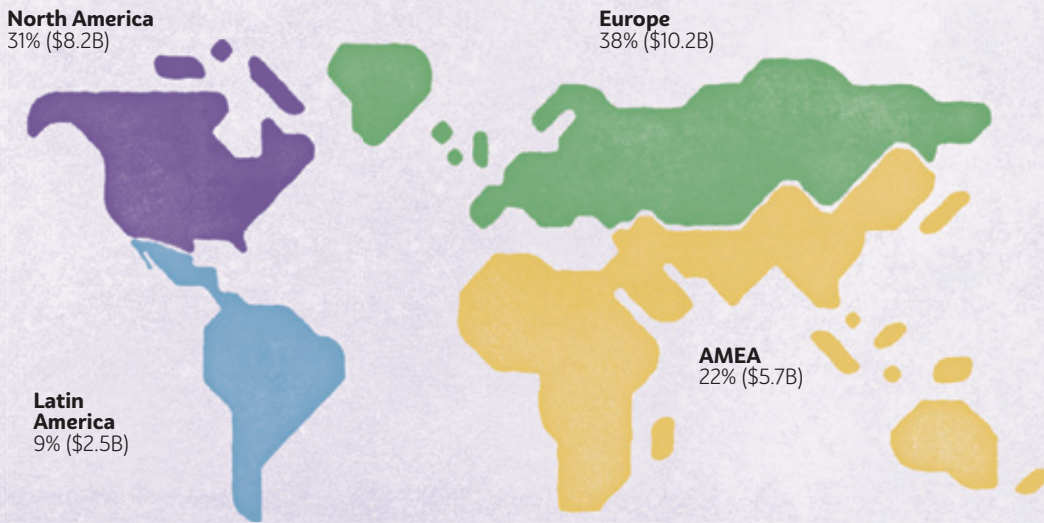 North America
31% ($8.2B)
Europe
38% ($10.2B)
AMEA
22% ($5.7B)
Latin
America
9% ($2.5B)